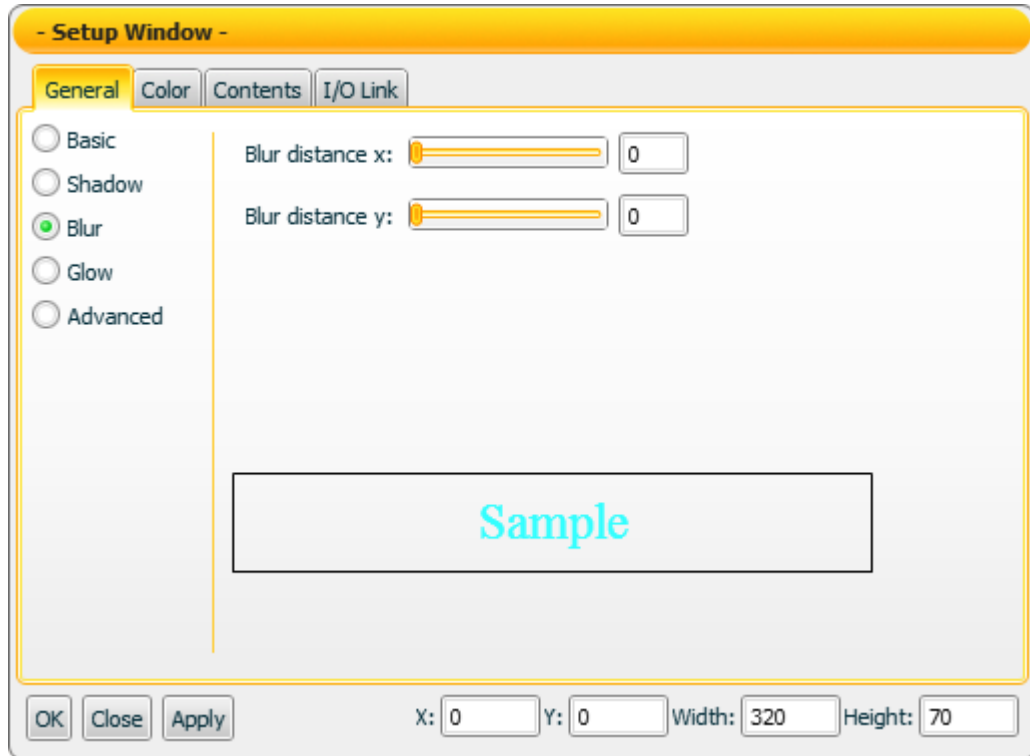 - Setup Window -
General Color Contents I/O Link
Basic
Shadow
Blur
Glow
Advanced
Blur distance x: 0
Blur distance y: 0
Sample
OK Close Apply X: 0 Y: 0 Width: 320 Height: 70